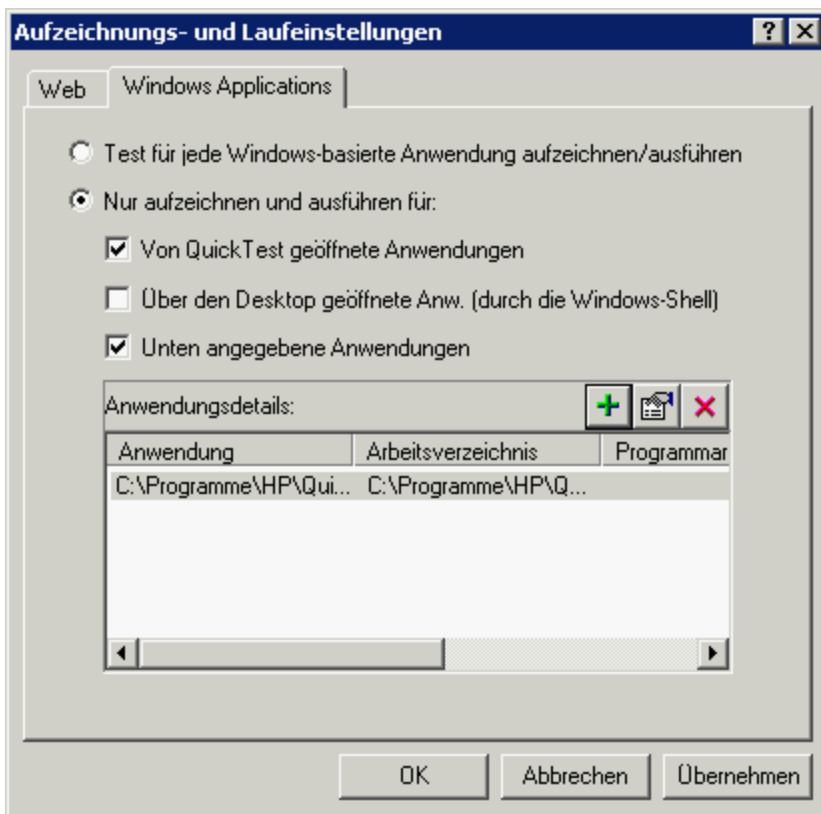 Aufzeichnungs- und Laufeinstellungen
Web
Windows Applications
Test für jede Windows-basierte Anwendung aufzeichnen/ausführen
Nur aufzeichnen und ausführen für:
Von QuickTest geöffnete Anwendungen
Über den Desktop geöffnete Anw. (durch die Windows-Shell)
Unten angegebene Anwendungen
Anwendungsdetails:
Anwendung Arbeitsverzeichnis Programmar
C:\Programme\HP\Qui... C:\Programme\HP\Q...
OK Abbrechen Übernehmen